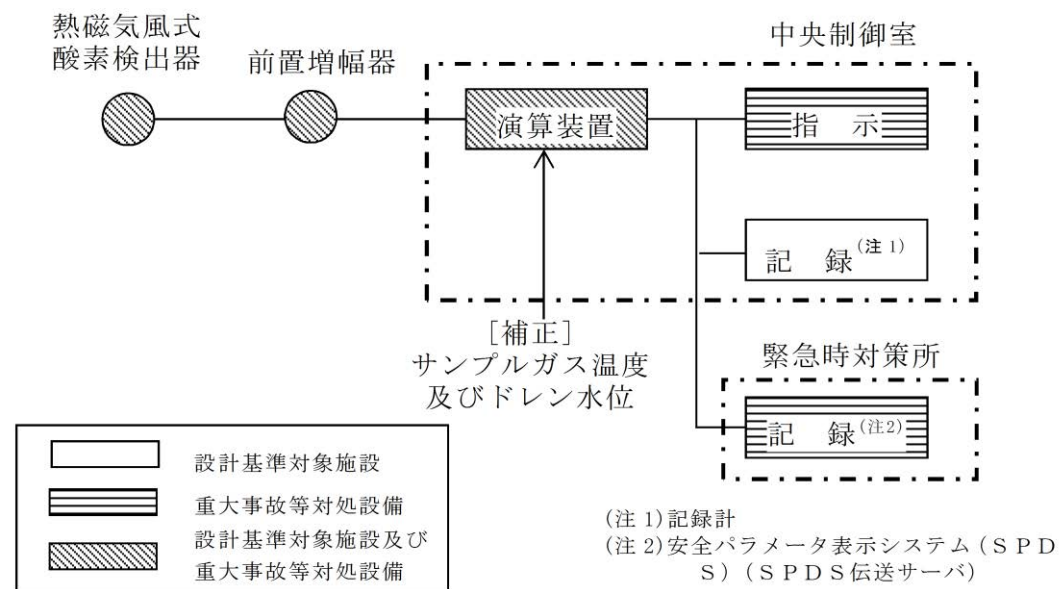 熱磁気風式
酸素検出器
前置増幅器
中央制御室
演算装置
指　示
記　録(注1)
[補正]
サンプルガス温度
及びドレン水位
緊急時対策所
記　録(注2)
設計基準対象施設
重大事故等対処設備
設計基準対象施設及び
重大事故等対処設備
(注1)記録計
(注2)安全パラメータ表示システム(ＳＰＤ
Ｓ)(ＳＰＤＳ伝送サーバ)